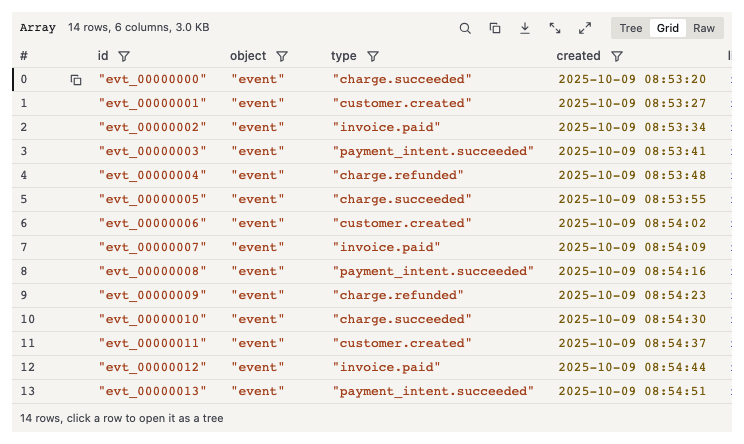 Array 14 rows, 6 columns, 3.0 KB Tree Grid Raw
# id object type created
0 "evt_00000000" "event" "charge.succeeded" 2025-10-09 08:53:20
1 "evt_00000001" "event" "customer.created" 2025-10-09 08:53:27
2 "evt_00000002" "event" "invoice.paid" 2025-10-09 08:53:34
3 "evt_00000003" "event" "payment_intent.succeeded" 2025-10-09 08:53:41
4 "evt_00000004" "event" "charge.refunded" 2025-10-09 08:53:48
5 "evt_00000005" "event" "charge.succeeded" 2025-10-09 08:53:55
6 "evt_00000006" "event" "customer.created" 2025-10-09 08:54:02
7 "evt_00000007" "event" "invoice.paid" 2025-10-09 08:54:09
8 "evt_00000008" "event" "payment_intent.succeeded" 2025-10-09 08:54:16
9 "evt_00000009" "event" "charge.refunded" 2025-10-09 08:54:23
10 "evt_00000010" "event" "charge.succeeded" 2025-10-09 08:54:30
11 "evt_00000011" "event" "customer.created" 2025-10-09 08:54:37
12 "evt_00000012" "event" "invoice.paid" 2025-10-09 08:54:44
13 "evt_00000013" "event" "payment_intent.succeeded" 2025-10-09 08:54:51
14 rows, click a row to open it as a tree